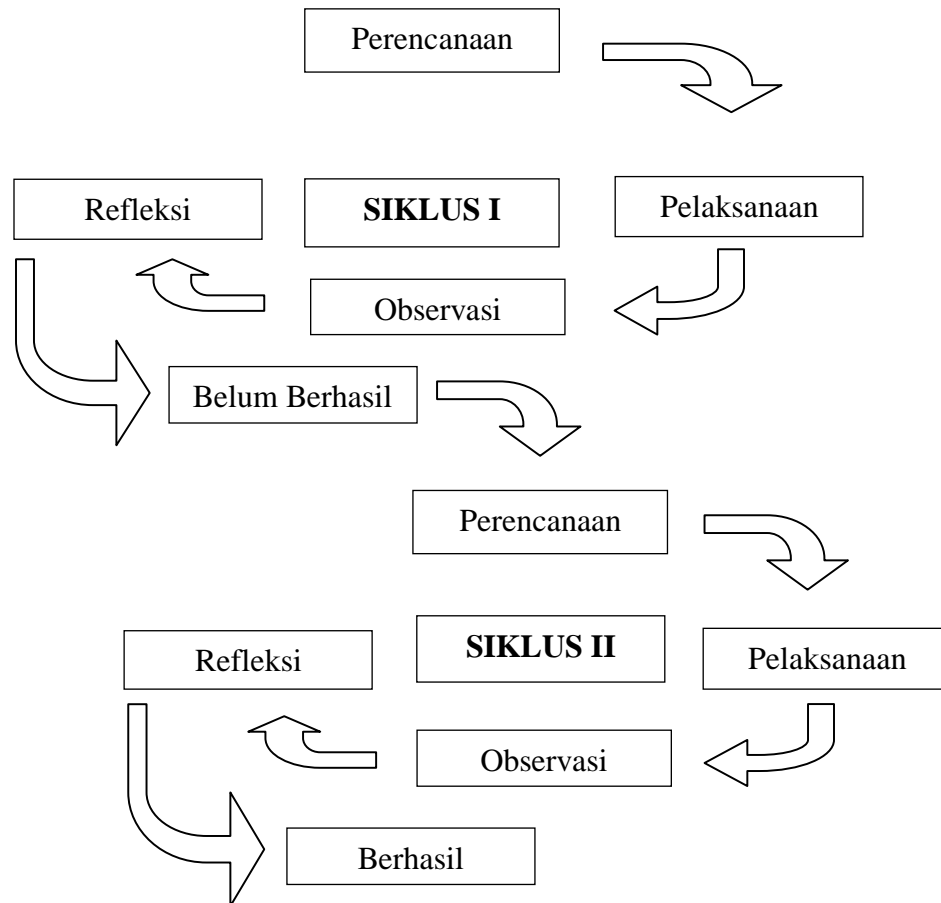 Perencanaan
Refleksi
SIKLUS I
Pelaksanaan
Observasi
Belum Berhasil
Perencanaan
Refleksi
SIKLUS II
Pelaksanaan
Observasi
Berhasil